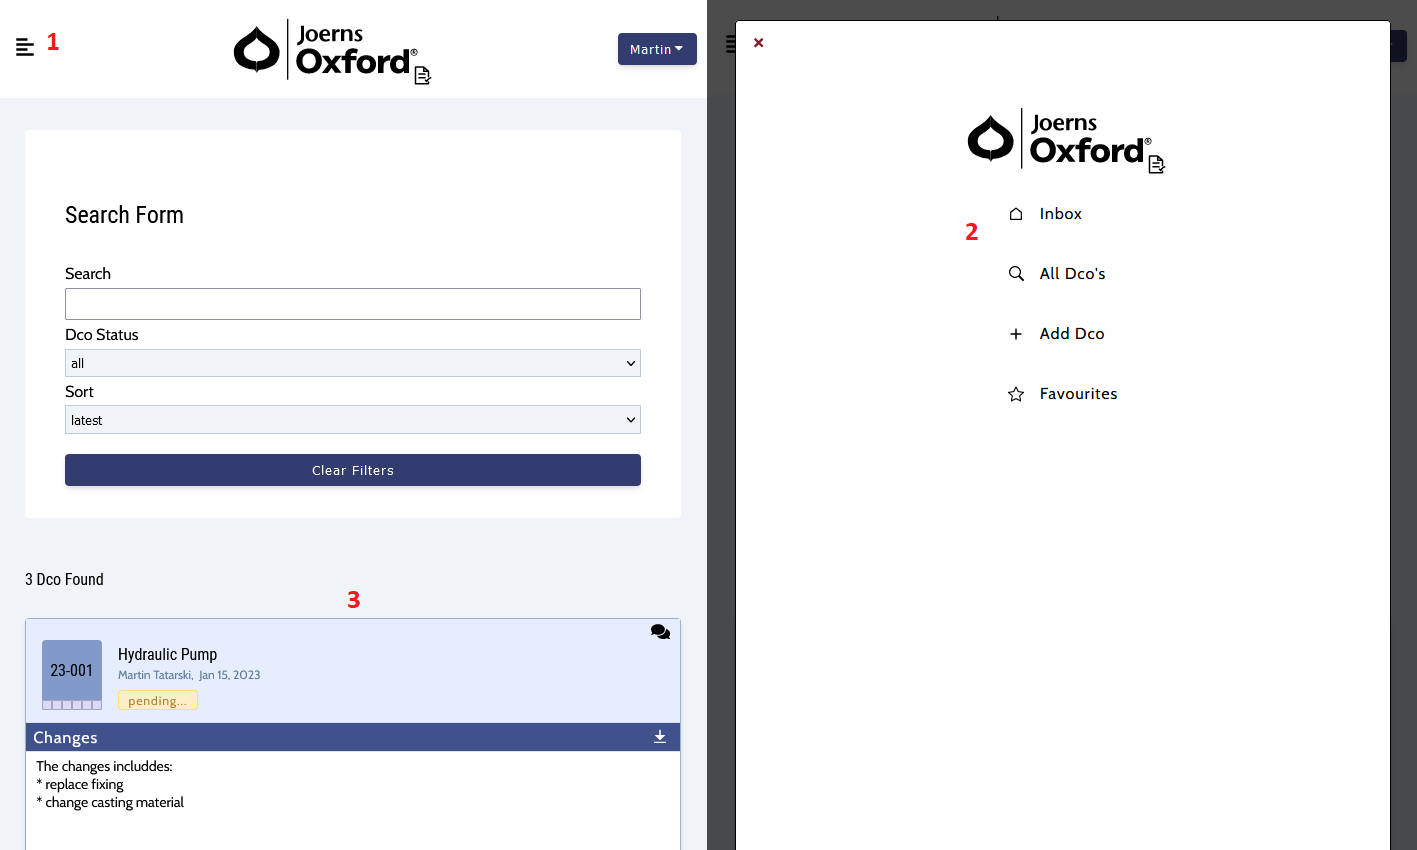 1
Joerns
Oxford®
Martin
Search Form
Search
Dco Status
all
Sort
latest
Clear Filters
3 Dco Found
3
23-001
Hydraulic Pump
Martin Tatarski, Jan 15, 2023
pending...
Changes
The changes includdes:
* replace fixing
* change casting material
×
Joerns
Oxford®
2
Inbox
All Dco's
Add Dco
Favourites